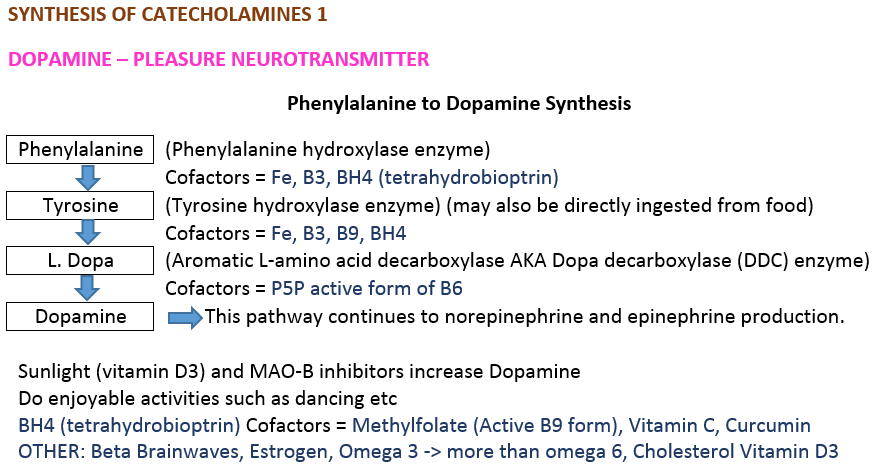 SYNTHESIS OF CATECHOLAMINES 1
DOPAMINE – PLEASURE NEUROTRANSMITTER
Phenylalanine to Dopamine Synthesis
Phenylalanine (Phenylalanine hydroxylase enzyme)
Cofactors = Fe, B3, BH4 (tetrahydrobioptrin)
Tyrosine (Tyrosine hydroxylase enzyme) (may also be directly ingested from food)
Cofactors = Fe, B3, B9, BH4
L. Dopa (Aromatic L-amino acid decarboxylase AKA Dopa decarboxylase (DDC) enzyme)
Cofactors = P5P active form of B6
Dopamine This pathway continues to norepinephrine and epinephrine production.
Sunlight (vitamin D3) and MAO-B inhibitors increase Dopamine
Do enjoyable activities such as dancing etc
BH4 (tetrahydrobioptrin) Cofactors = Methylfolate (Active B9 form), Vitamin C, Curcumin
OTHER: Beta Brainwaves, Estrogen, Omega 3 -> more than omega 6, Cholesterol Vitamin D3